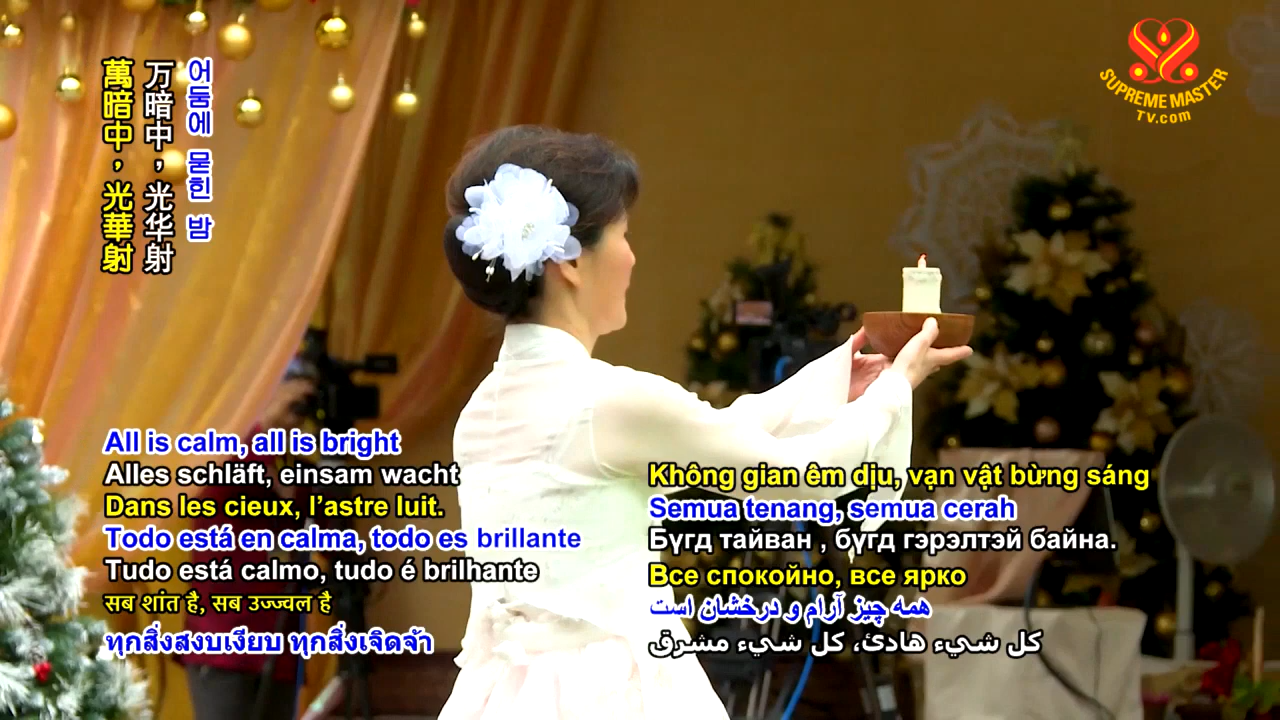 萬暗中，光華射
万暗中，光华射
어둠에 묻힌 밤
SUPREME MASTER
TV.com
All is calm, all is bright
Alles schläft, einsam wacht
Dans les cieux, l’astre luit.
Todo está en calma, todo es brillante
Tudo está calmo, tudo é brilhante
सब शांत है, सब उज्ज्वल है
ทุกสิ่งสงบเงียบ ทุกสิ่งเจิดจ้า
Không gian êm dịu, vạn vật bừng sáng
Semua tenang, semua cerah
Бүгд тайван , бүгд гэрэлтэй байна.
Все спокойно, все ярко
همه چیز آرام و درخشان است
كل شيء هادئ، كل شيء مشرق